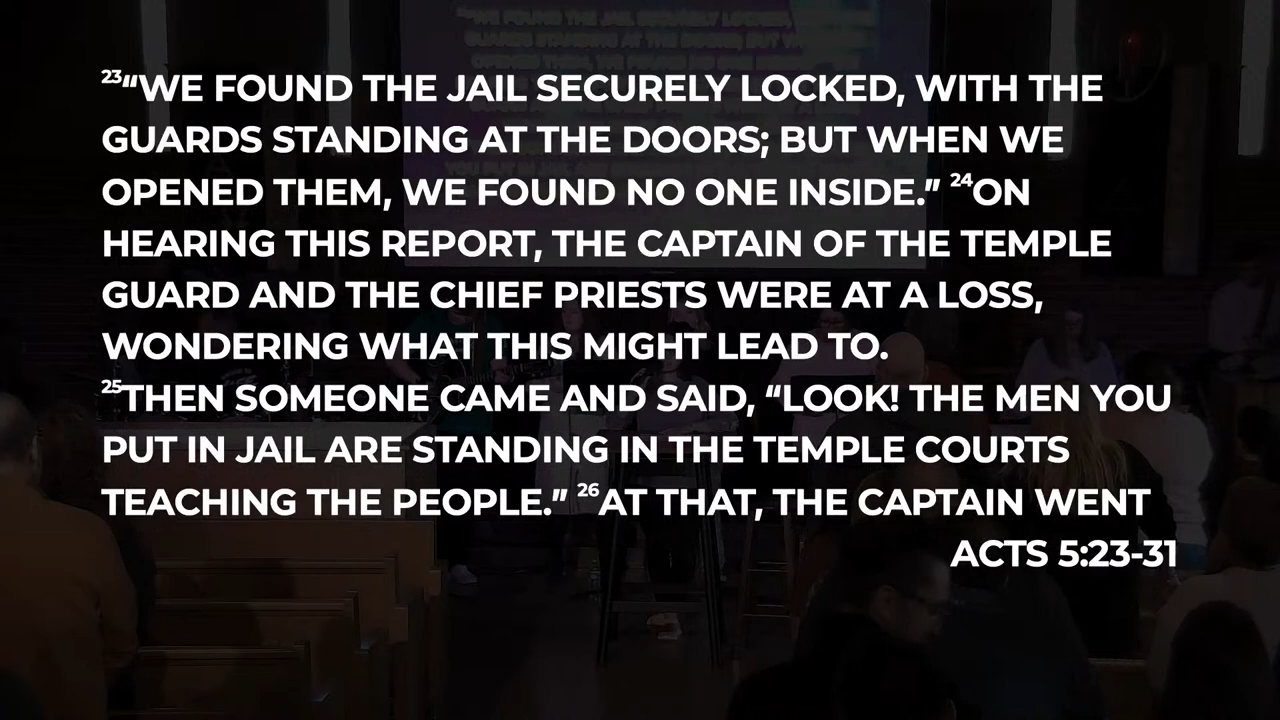 23“WE FOUND THE JAIL SECURELY LOCKED, WITH THE
GUARDS STANDING AT THE DOORS; BUT WHEN WE
OPENED THEM, WE FOUND NO ONE INSIDE.” 24ON
HEARING THIS REPORT, THE CAPTAIN OF THE TEMPLE
GUARD AND THE CHIEF PRIESTS WERE AT A LOSS,
WONDERING WHAT THIS MIGHT LEAD TO.
25THEN SOMEONE CAME AND SAID, “LOOK! THE MEN YOU
PUT IN JAIL ARE STANDING IN THE TEMPLE COURTS
TEACHING THE PEOPLE.” 26AT THAT, THE CAPTAIN WENT
ACTS 5:23-31